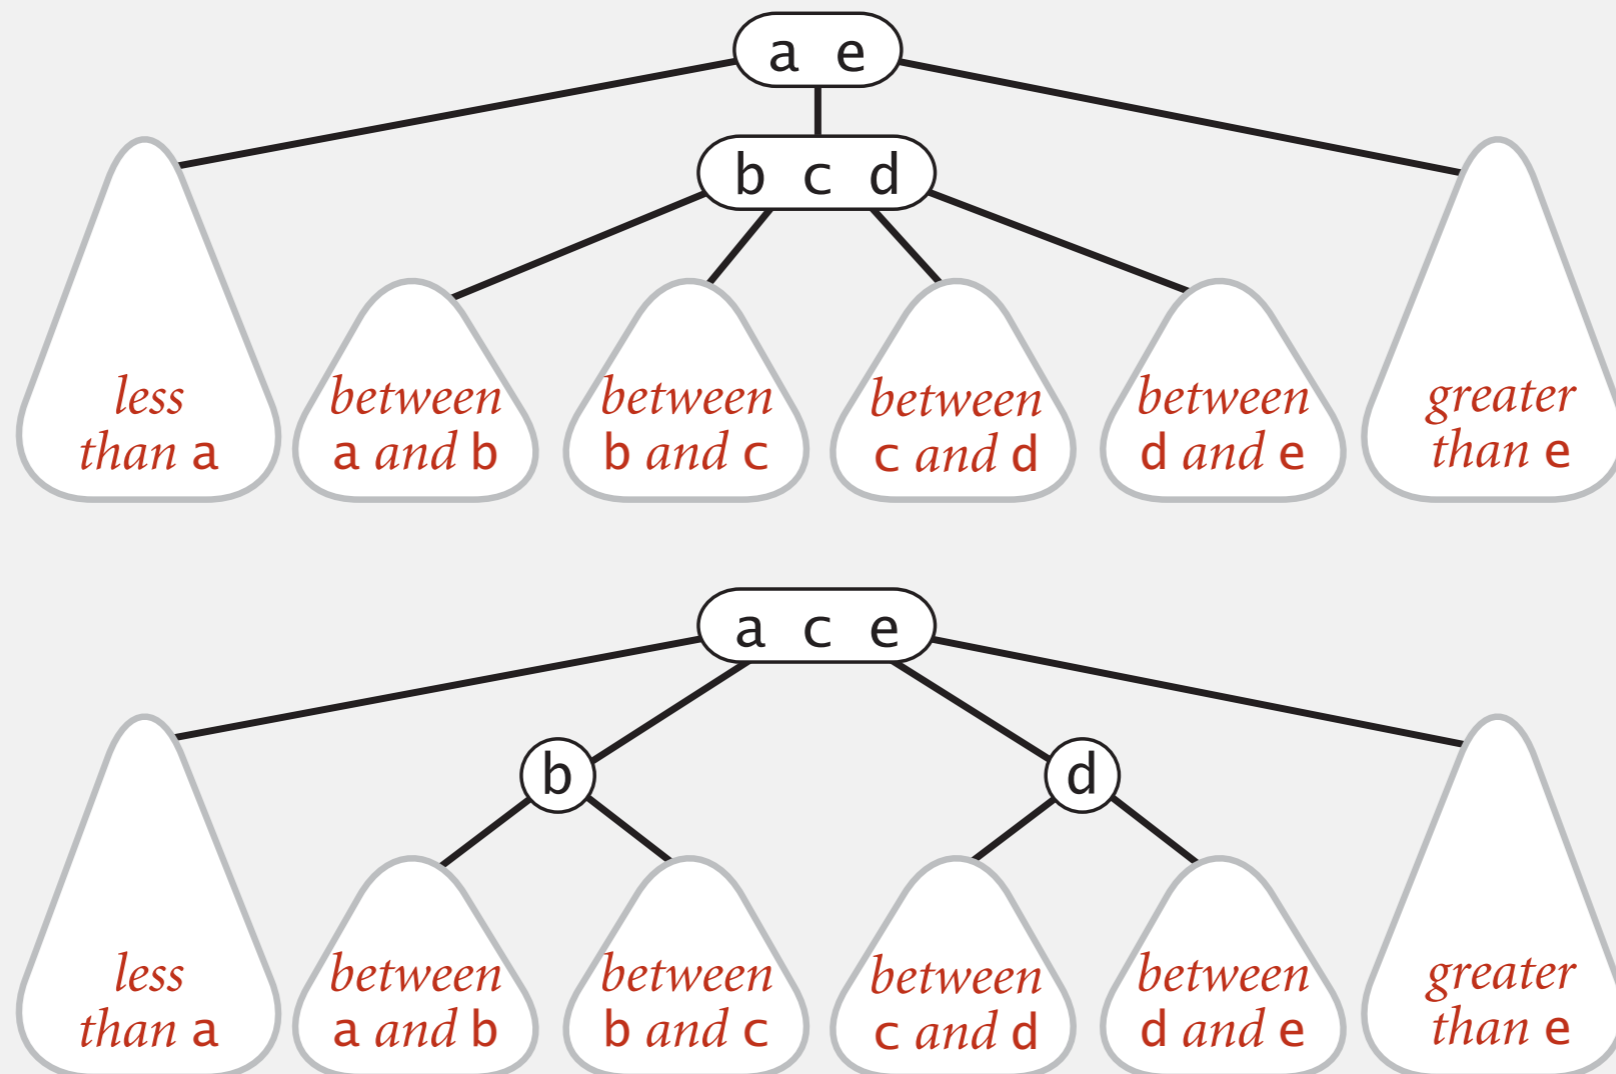 a e
b c d
less
than a
between
a and b
between
b and c
between
c and d
between
d and e
greater
than e
a c e
b
d
less
than a
between
a and b
between
b and c
between
c and d
between
d and e
greater
than e